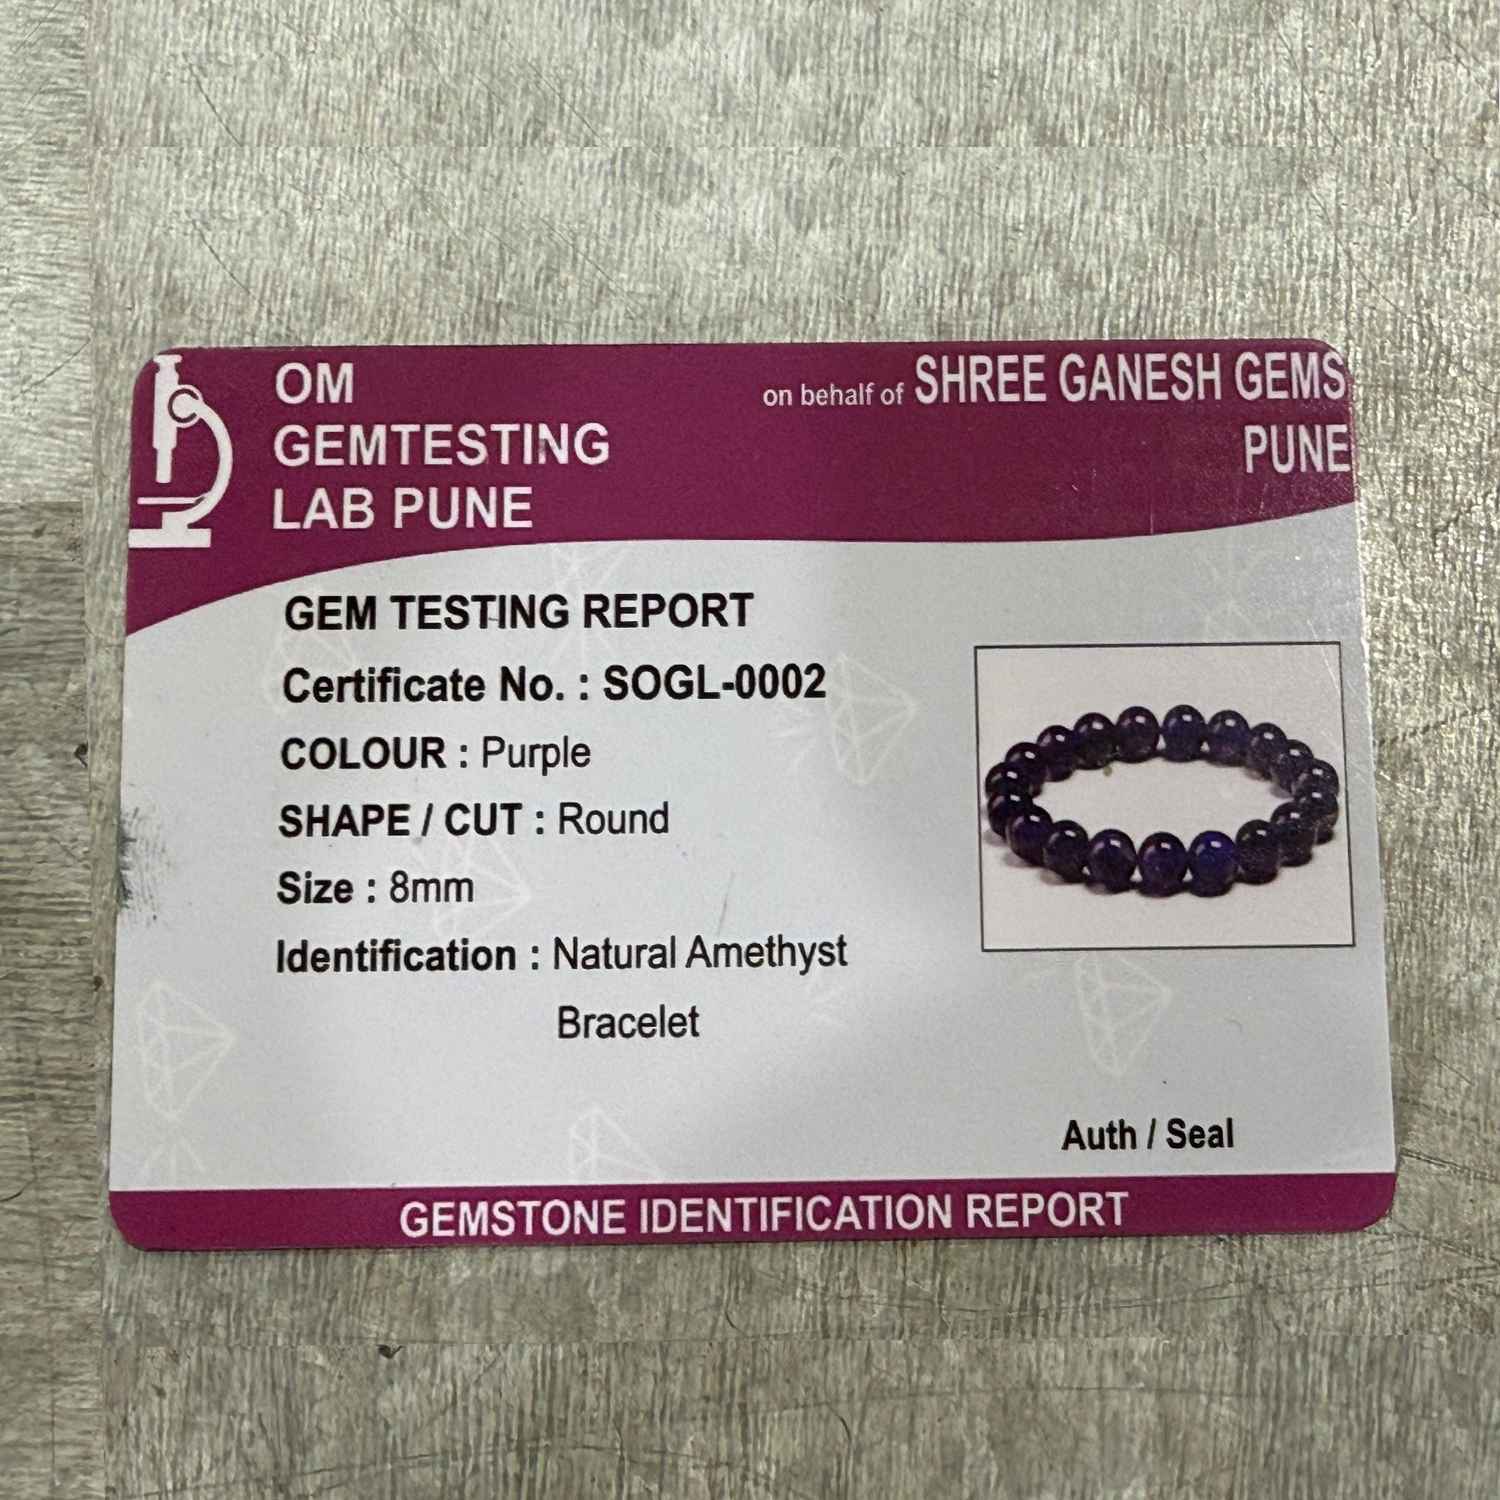 OM
GEMTESTING
LAB PUNE
on behalf of SHREE GANESH GEMS
PUNE
GEM TESTING REPORT
Certificate No. : SOGL-0002
COLOUR : Purple
SHAPE / CUT : Round
Size : 8mm
Identification : Natural Amethyst
Bracelet
Auth / Seal
GEMSTONE IDENTIFICATION REPORT